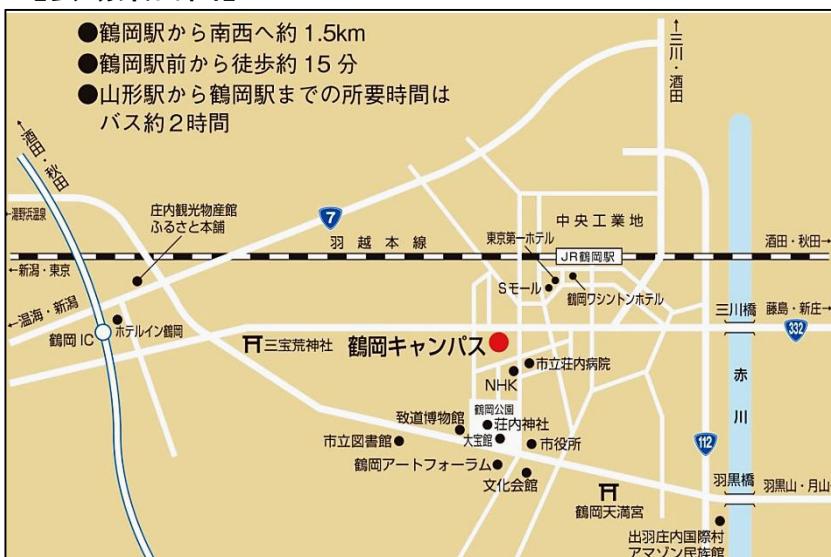 ●鶴岡駅から南西へ約1.5km
●鶴岡駅前から徒歩約15分
●山形駅から鶴岡駅までの所要時間は
バス約2時間
三川・酒田
酒田・秋田
←湯野浜温泉
庄内観光物産館
ふるさと本舗
7
中央工業地
羽越本線
東京第一ホテル
JR鶴岡駅
酒田・秋田→
←新潟・東京
Sモール
鶴岡ワシントンホテル
←温海・新潟
三川橋
藤島・新庄→
鶴岡IC
ホテルイン鶴岡
三宝荒神社
鶴岡キャンパス
332
市立荘内病院
NHK
赤川
鶴岡公園
致道博物館
荘内神社
市立図書館
大宝館
市役所
112
鶴岡アートフォーラム
文化会館
羽黒橋
羽黒山・月山
鶴岡天満宮
出羽庄内国際村
アマゾン民族館